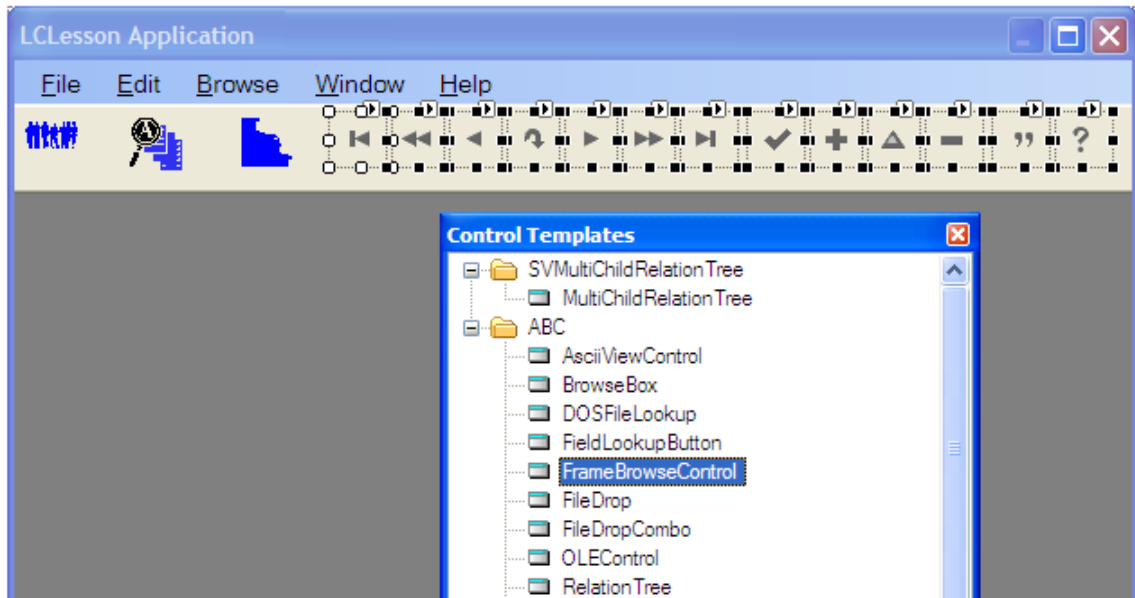 LCLesson Application
File Edit Browse Window Help
Control Templates
SVMultiChildRelationTree
MultiChildRelationTree
ABC
AsciiViewControl
BrowseBox
DOSFileLookup
FieldLookupButton
FrameBrowseControl
FileDrop
FileDropCombo
OLEControl
RelationTree